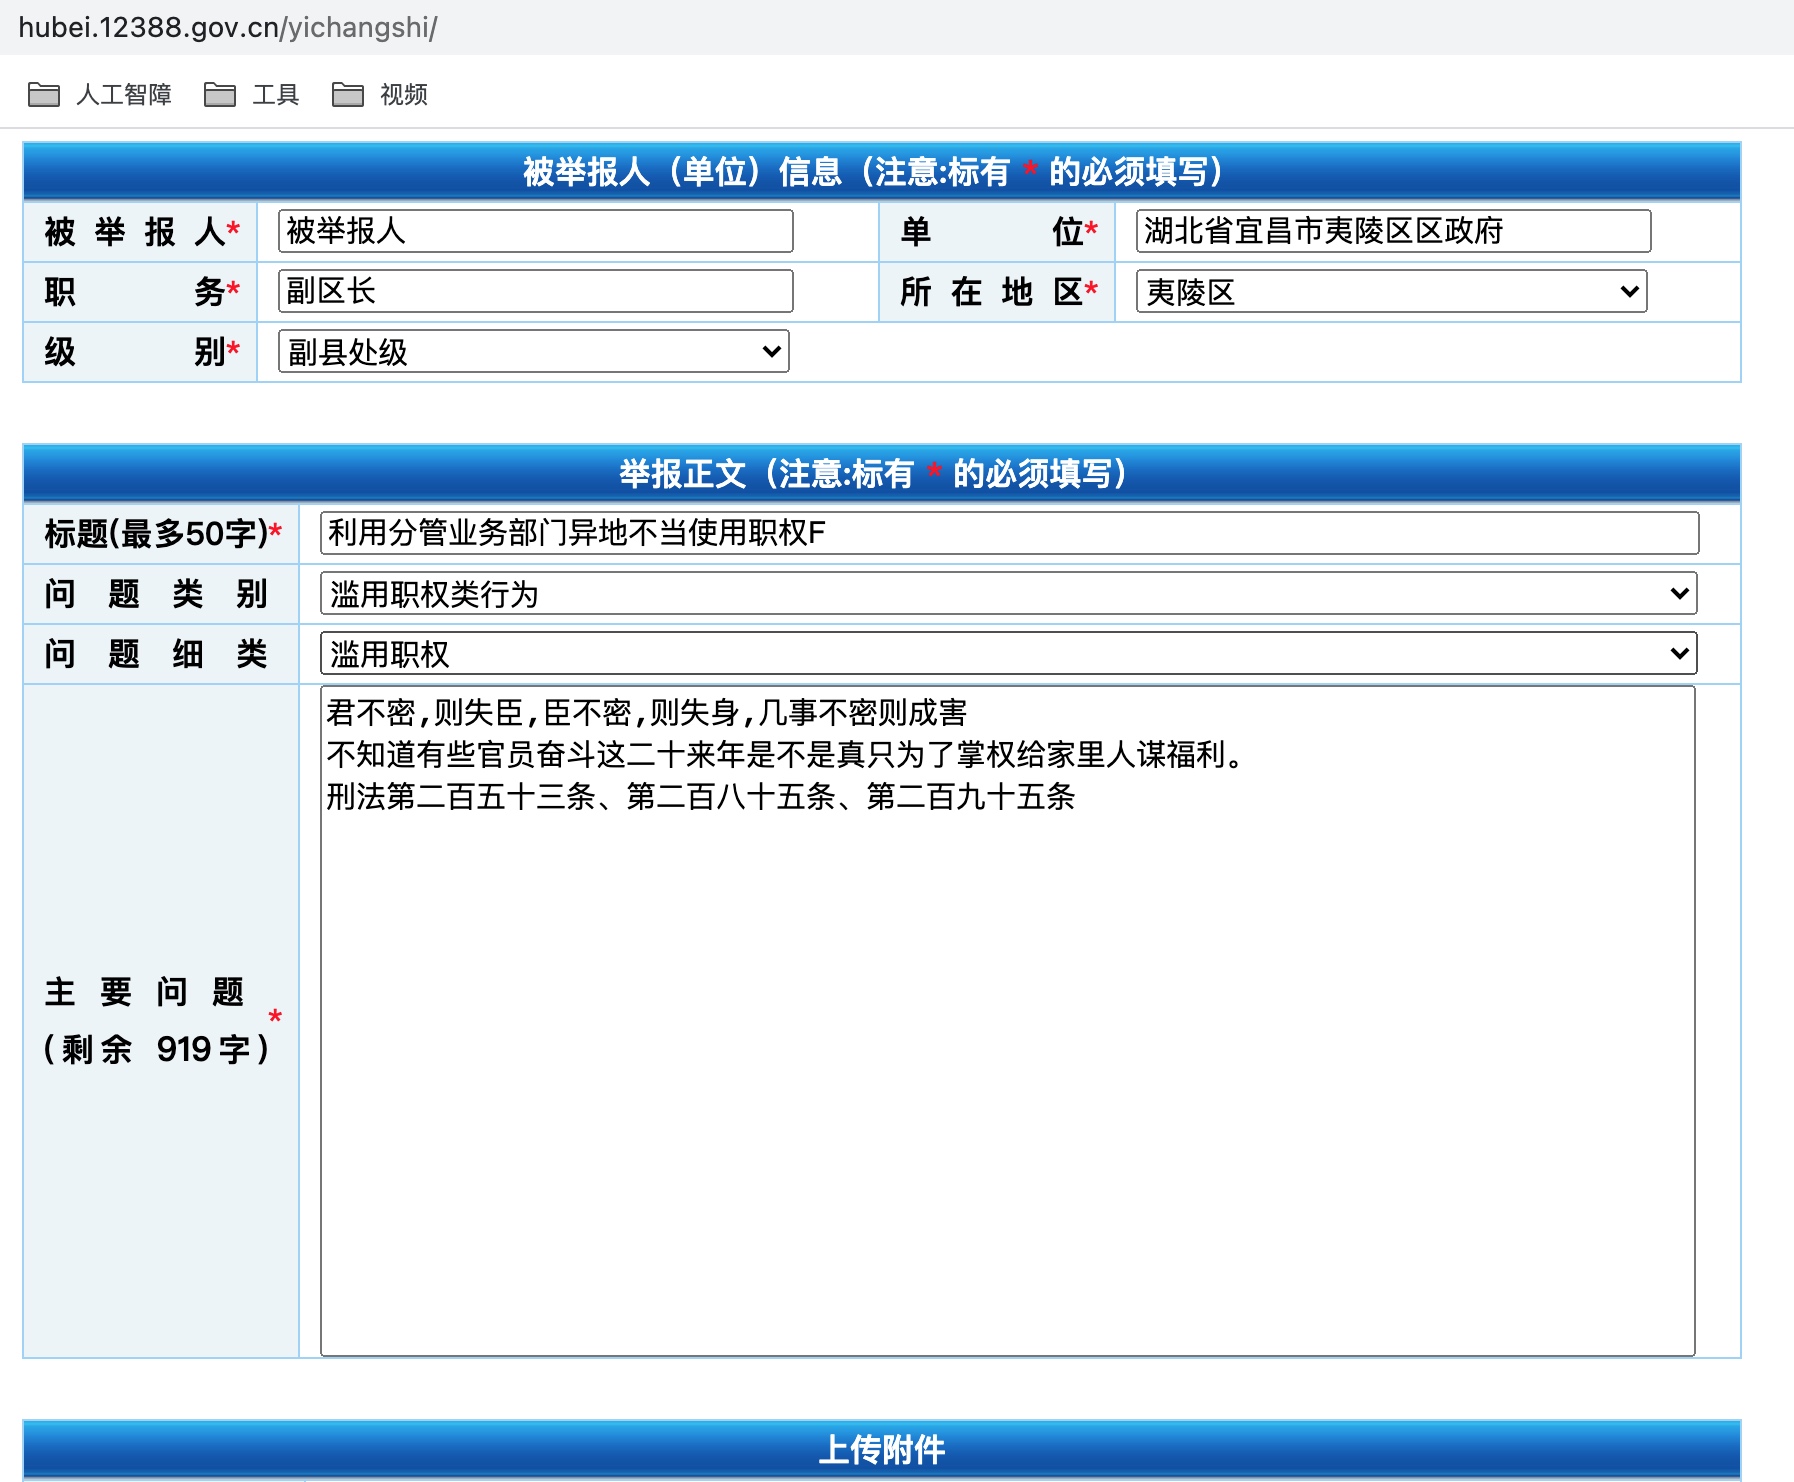 hubei.12388.gov.cn/yichangshi/
人工智障 工具 视频
被举报人（单位）信息（注意:标有 * 的必须填写）
被举报人* 被举报人 单位* 湖北省宜昌市夷陵区区政府
职务* 副区长 所在地区* 夷陵区
级别* 副县处级
举报正文（注意:标有 * 的必须填写）
标题(最多50字)* 利用分管业务部门异地不当使用职权F
问题类别 滥用职权类行为
问题细类 滥用职权
君不密,则失臣,臣不密,则失身,几事不密则成害
不知道有些官员奋斗这二十来年是不是真只为了掌权给家里人谋福利。
刑法第二百五十三条、第二百八十五条、第二百九十五条
主要问题
*
(剩余 919字)
上传附件